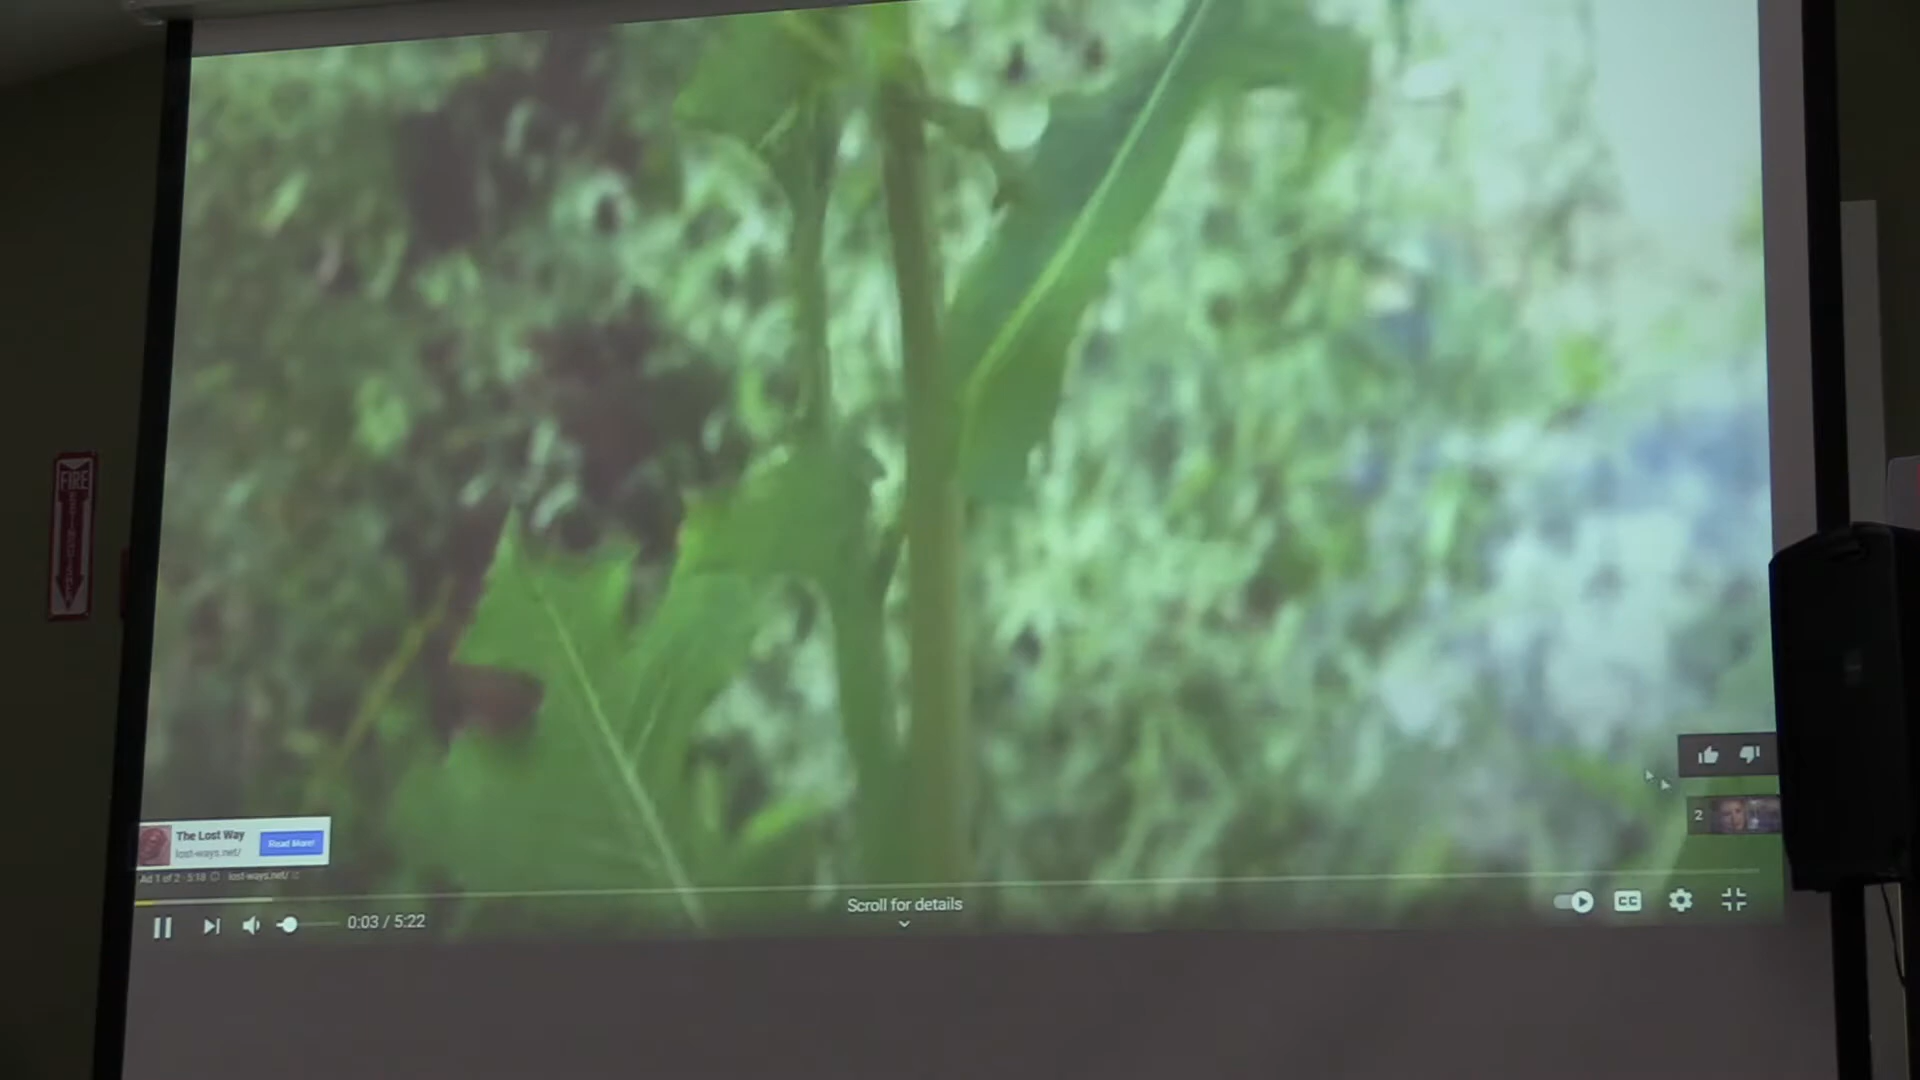 FIRE
The Lost Way
lost-ways.net/
Read More!
Ad 1 of 2 · 5:18
lost-ways.net/
0:03 / 5:22
Scroll for details
CC
2